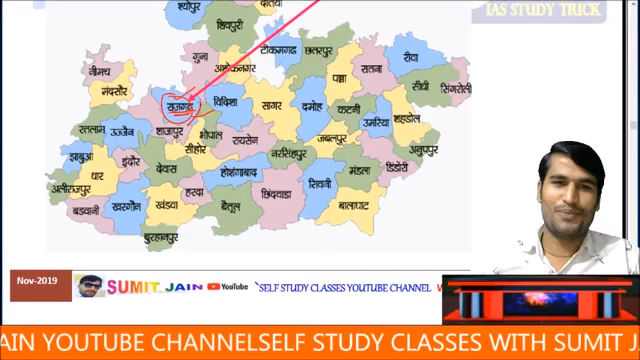 श्योपुर
दतिया
IAS STUDY TRICK
शिवपुरी
गुना
टीकमगढ
छतरपुर
अशोकनगर
पन्ना
सतना
रीवा
नीमच
सीधी
सिंगरौली
मंदसौर
राजगढ
विदिशा
सागर
दमोह
कटनी
शहडोल
उमरिया
रतलाम
उज्जैन
शाजापुर
भोपाल
रायसेन
जबलपुर
अनुपपुर
झाबुआ
इंदौर
सीहोर
नरसिंहपुर
डिंडोरी
धार
देवास
होशंगाबाद
मंडला
अलीराजपुर
हरदा
छिंदवाडा
सिवनी
बडवानी
खरगौन
खंडवा
बैतूल
बालाघाट
बुरहानपुर
Nov-2019
SUMIT JAIN YouTube
`SELF STUDY CLASSES YOUTUBE CHANNEL
AIN YOUTUBE CHANNELSELF STUDY CLASSES WITH SUMIT J